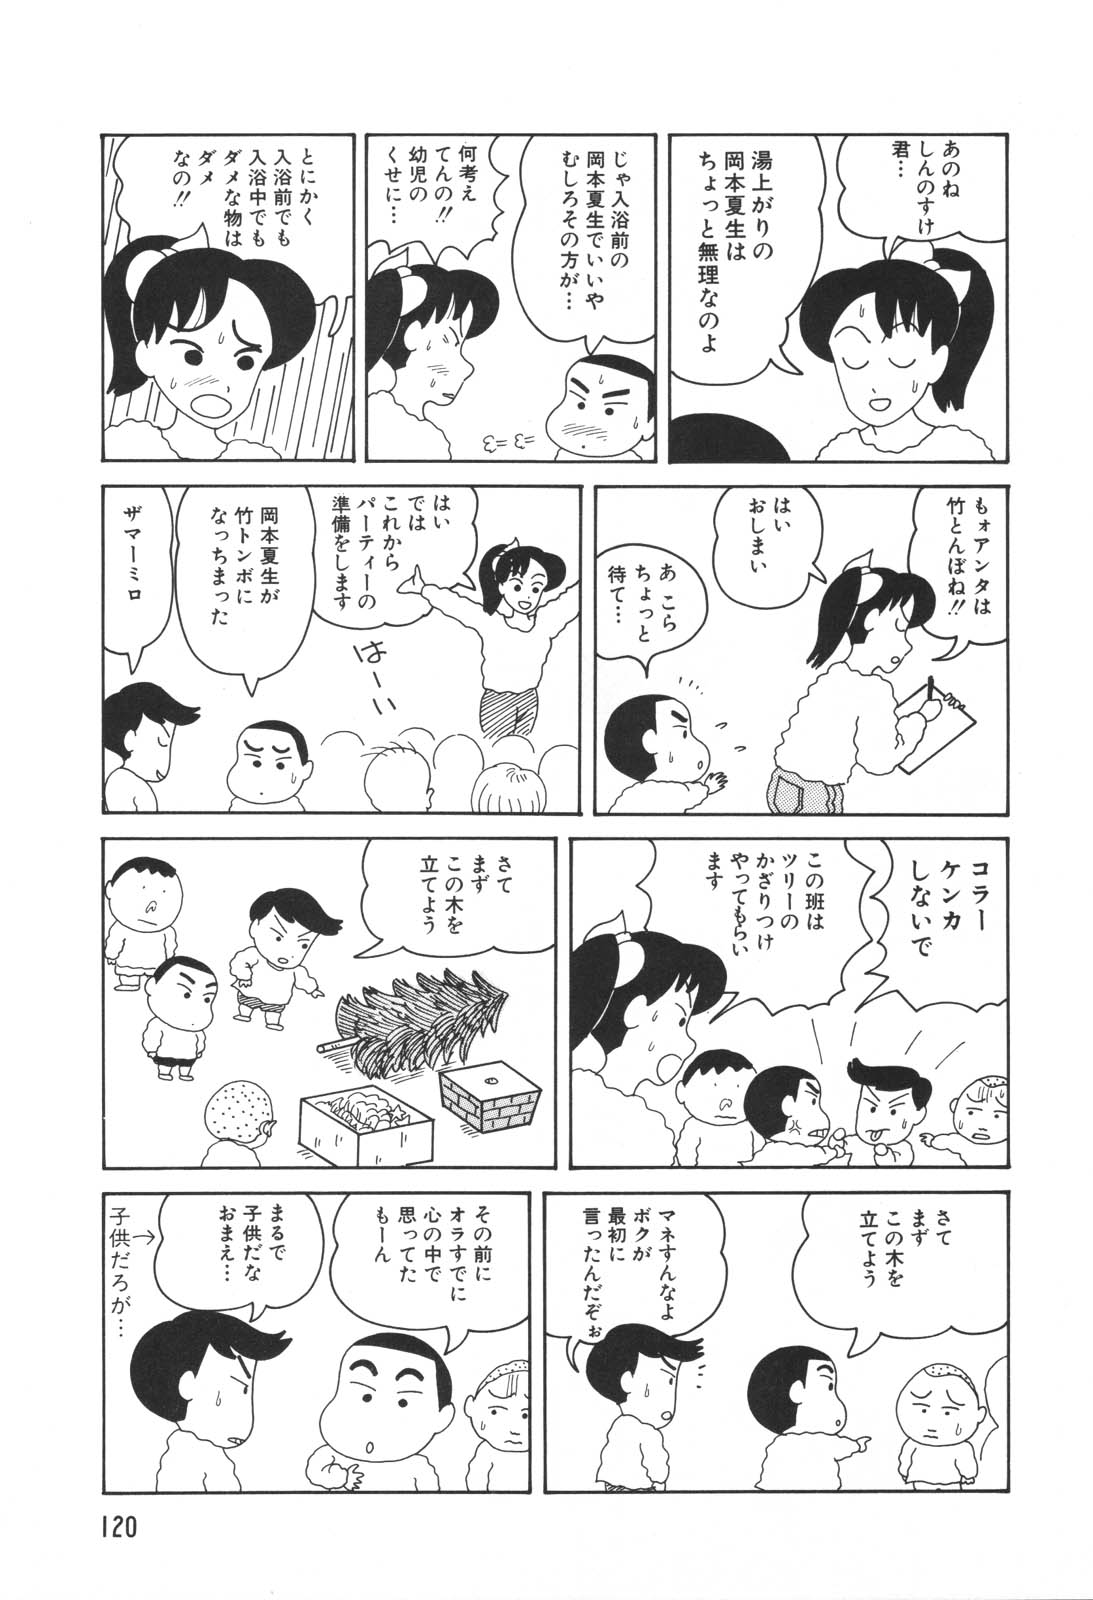 あのね
しんのすけ
君…
湯上がりの
岡本夏生は
ちょっと無理なのよ
じゃ入浴前の
岡本夏生でいいや
むしろその方が…
何考え
てんの!!
幼児の
くせに…
とにかく
入浴前でも
入浴中でも
ダメな物は
ダメ
なの!!
もォアンタは
竹とんぼね!!
はい
おしまい
あ こら
ちょっと
待て…
はい
では
これから
パーティーの
準備をします
はーい
岡本夏生が
竹トンボに
なっちまった
ザマーミロ
コラー
ケンカ
しないで
この班は
ツリーの
かざりつけ
やってもらい
ます
さて
まず
この木を
立てよう
さて
まず
この木を
立てよう
マネすんなよ
ボクが
最初に
言ったんだぞぉ
その前に
オラすでに
心の中で
思ってた
もーん
まるで
子供だな
おまえ…
子供だろが…
120